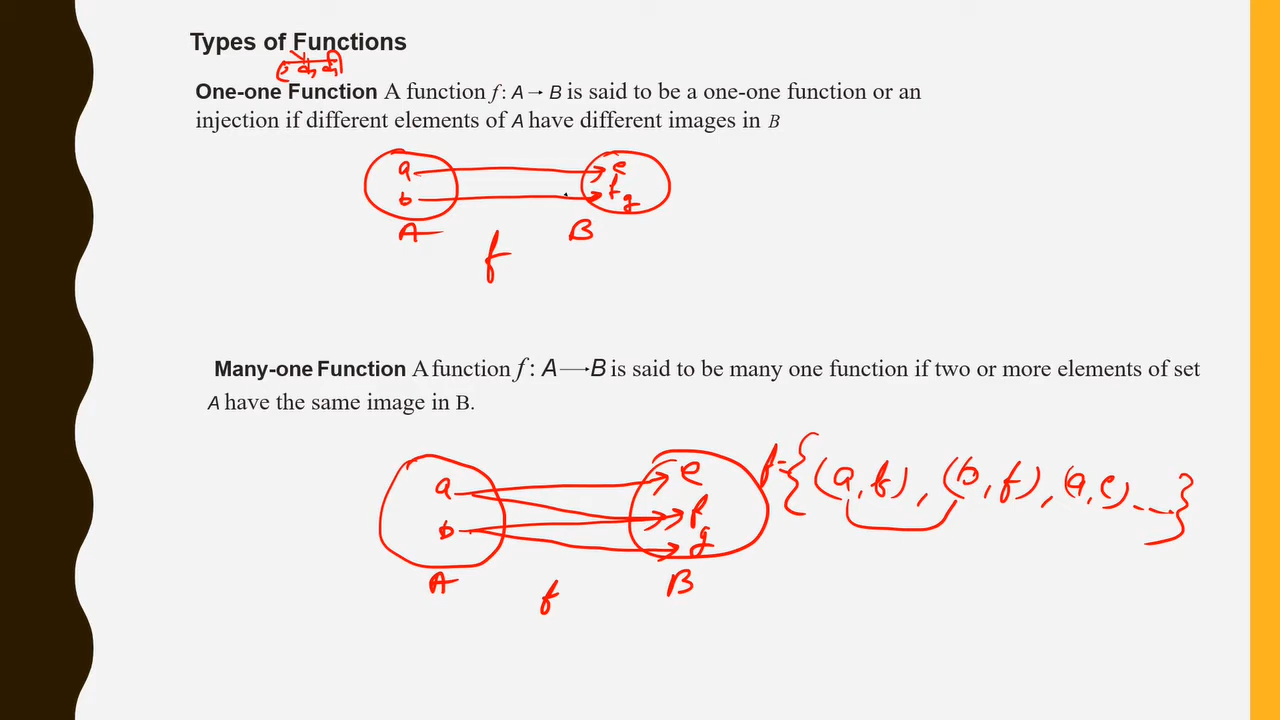 Types of Functions
One-one Function A function f: A → B is said to be a one-one function or an
injection if different elements of A have different images in B
a e
b f g
A B
f
Many-one Function A function f: A → B is said to be many one function if two or more elements of set
A have the same image in B.
a e
b f g
A f B
f = { (a, f), (b, f), (a, e) ... }